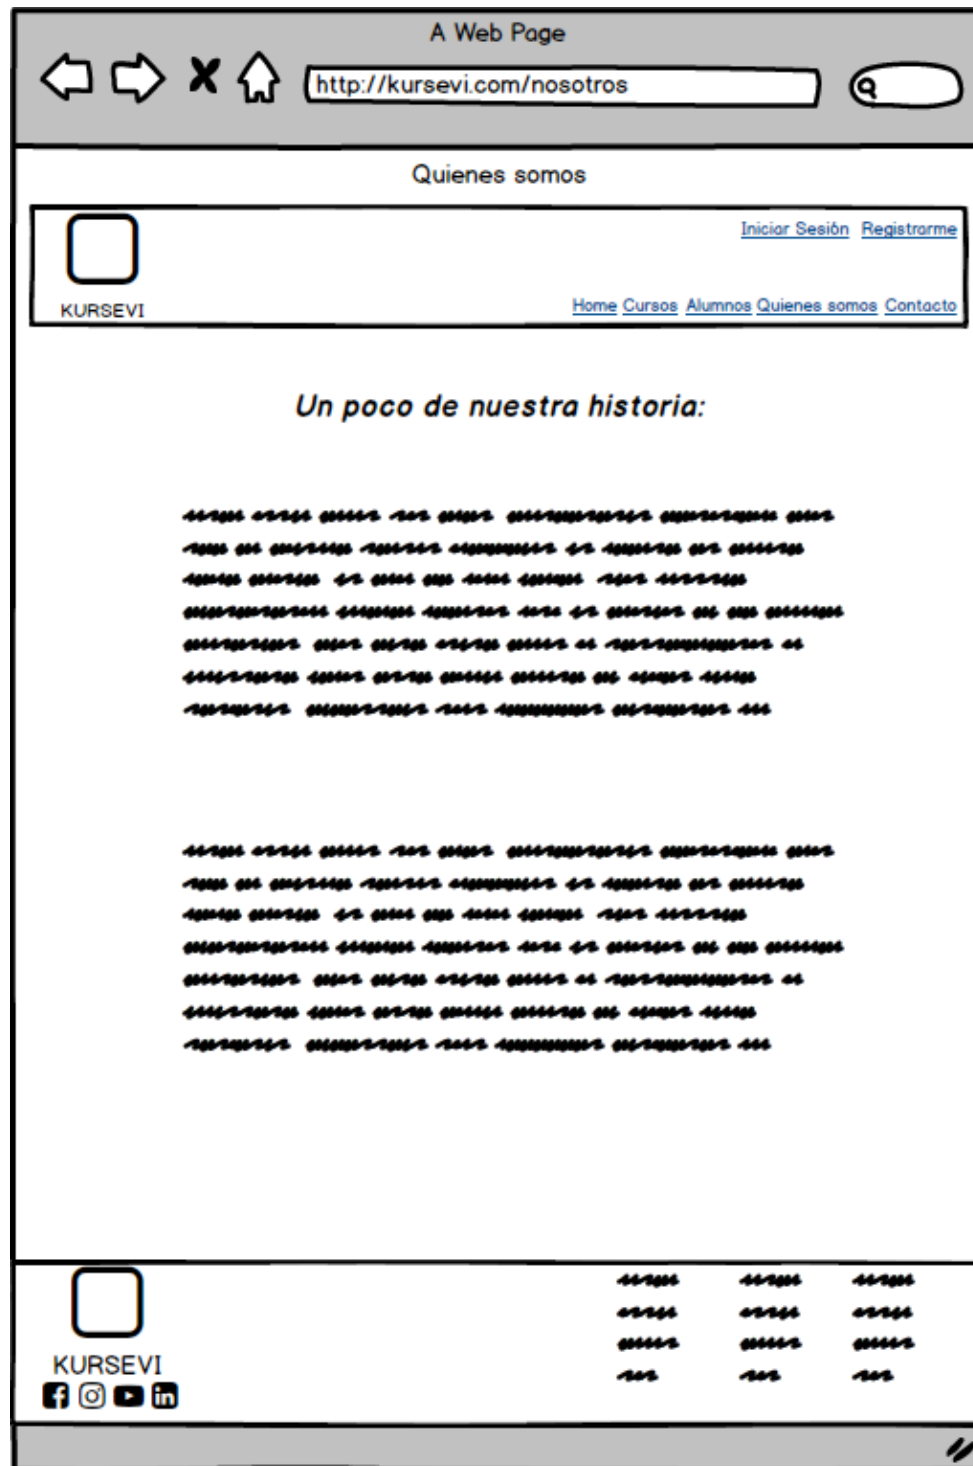 A Web Page
http://kursevi.com/nosotros
Quienes somos
Iniciar Sesión Registrarme
KURSEVI
Home Cursos Alumnos Quienes somos Contacto
Un poco de nuestra historia:
KURSEVI